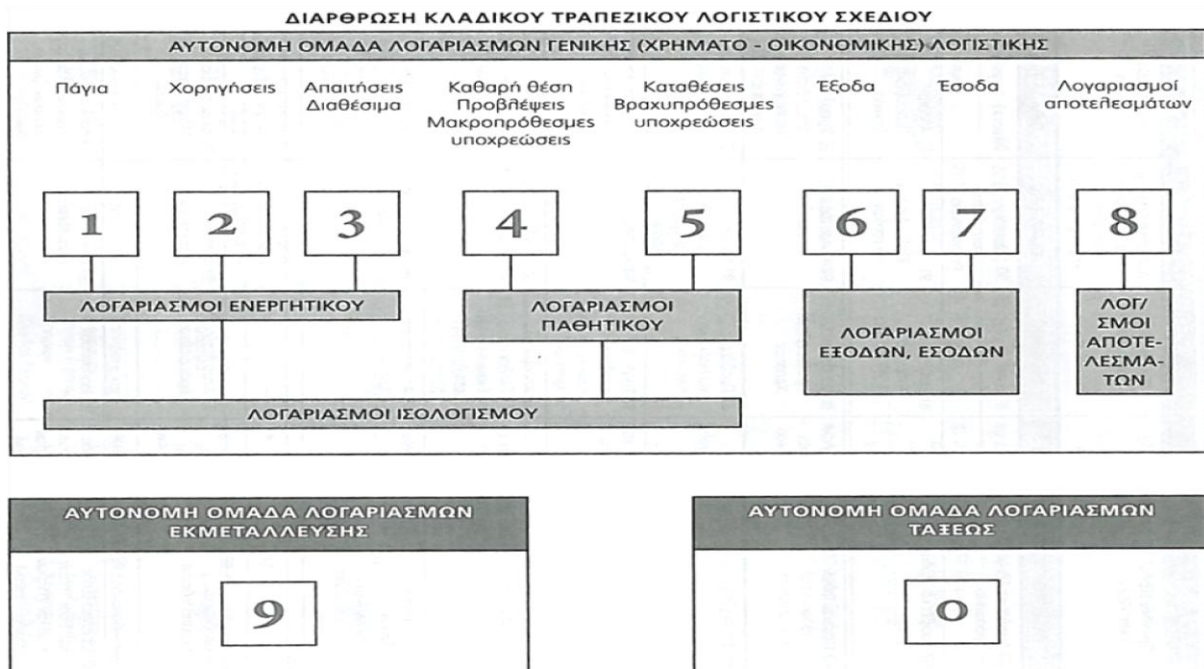 ΔΙΑΡΘΡΩΣΗ ΚΛΑΔΙΚΟΥ ΤΡΑΠΕΖΙΚΟΥ ΛΟΓΙΣΤΙΚΟΥ ΣΧΕΔΙΟΥ
ΑΥΤΟΝΟΜΗ ΟΜΑΔΑ ΛΟΓΑΡΙΑΣΜΩΝ ΓΕΝΙΚΗΣ (ΧΡΗΜΑΤΟ - ΟΙΚΟΝΟΜΙΚΗΣ) ΛΟΓΙΣΤΙΚΗΣ
Πάγια
Χορηγήσεις
Απαιτήσεις
Διαθέσιμα
Καθαρή θέση
Προβλέψεις
Μακροπρόθεσμες
υποχρεώσεις
Καταθέσεις
Βραχυπρόθεσμες
υποχρεώσεις
Έξοδα
Έσοδα
Λογαριασμοί
αποτελεσμάτων
1
2
3
4
5
6
7
8
ΛΟΓΑΡΙΑΣΜΟΙ ΕΝΕΡΓΗΤΙΚΟΥ
ΛΟΓΑΡΙΑΣΜΟΙ
ΠΑΘΗΤΙΚΟΥ
ΛΟΓΑΡΙΑΣΜΟΙ
ΕΞΟΔΩΝ, ΕΣΟΔΩΝ
ΛΟΓ/
ΣΜΟΙ
ΑΠΟΤΕ-
ΛΕΣΜΑ-
ΤΩΝ
ΛΟΓΑΡΙΑΣΜΟΙ ΙΣΟΛΟΓΙΣΜΟΥ
ΑΥΤΟΝΟΜΗ ΟΜΑΔΑ ΛΟΓΑΡΙΑΣΜΩΝ
ΕΚΜΕΤΑΛΛΕΥΣΗΣ
9
ΑΥΤΟΝΟΜΗ ΟΜΑΔΑ ΛΟΓΑΡΙΑΣΜΩΝ
ΤΑΞΕΩΣ
0